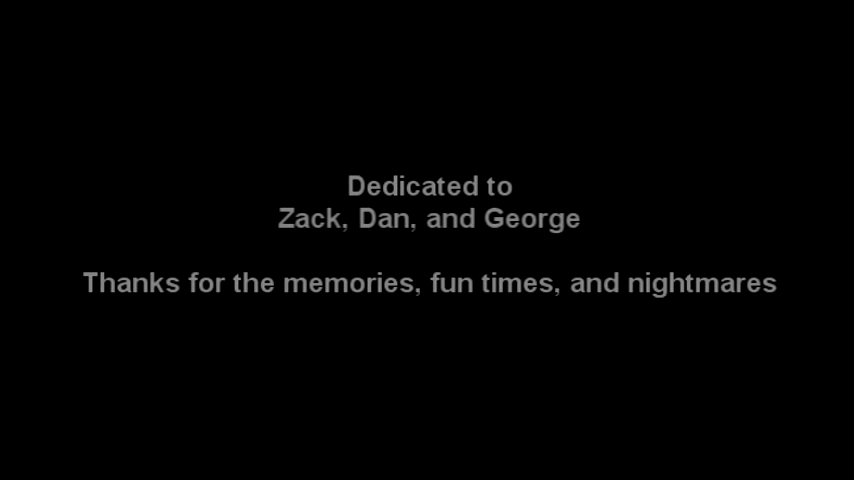 Dedicated to
Zack, Dan, and George
Thanks for the memories, fun times, and nightmares